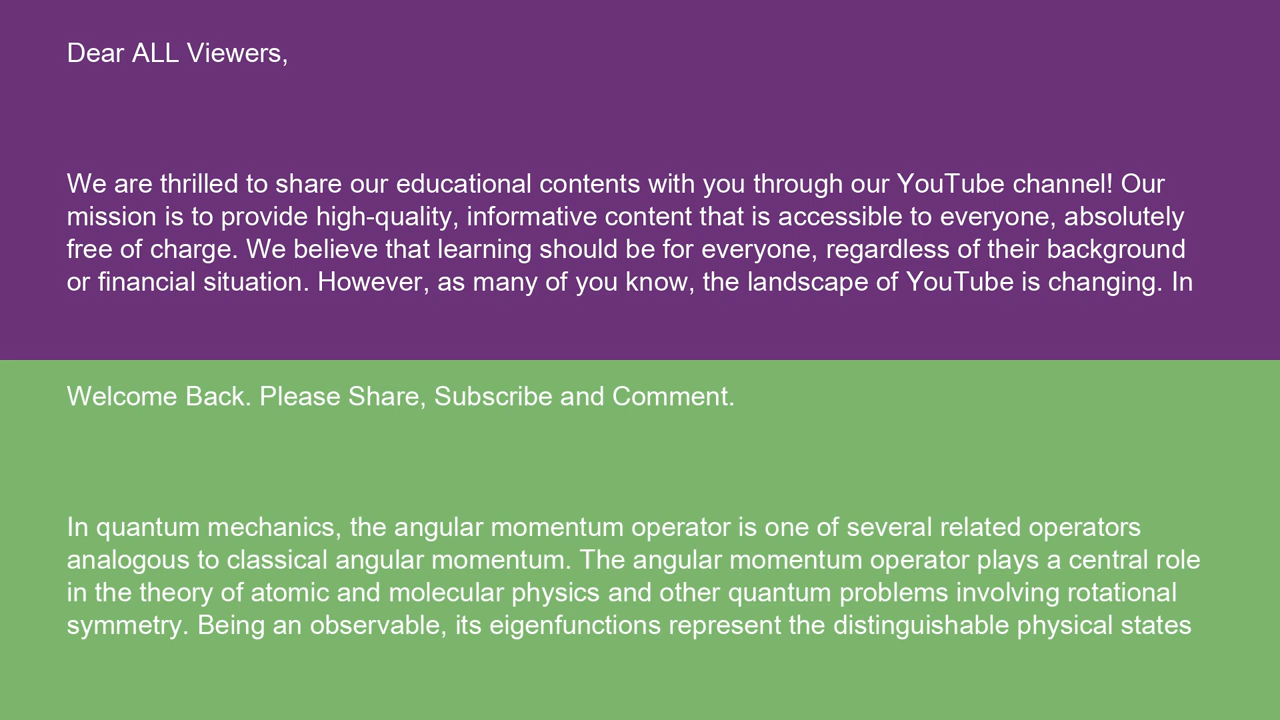 Dear ALL Viewers,
We are thrilled to share our educational contents with you through our YouTube channel! Our
mission is to provide high-quality, informative content that is accessible to everyone, absolutely
free of charge. We believe that learning should be for everyone, regardless of their background
or financial situation. However, as many of you know, the landscape of YouTube is changing. In
Welcome Back. Please Share, Subscribe and Comment.
In quantum mechanics, the angular momentum operator is one of several related operators
analogous to classical angular momentum. The angular momentum operator plays a central role
in the theory of atomic and molecular physics and other quantum problems involving rotational
symmetry. Being an observable, its eigenfunctions represent the distinguishable physical states